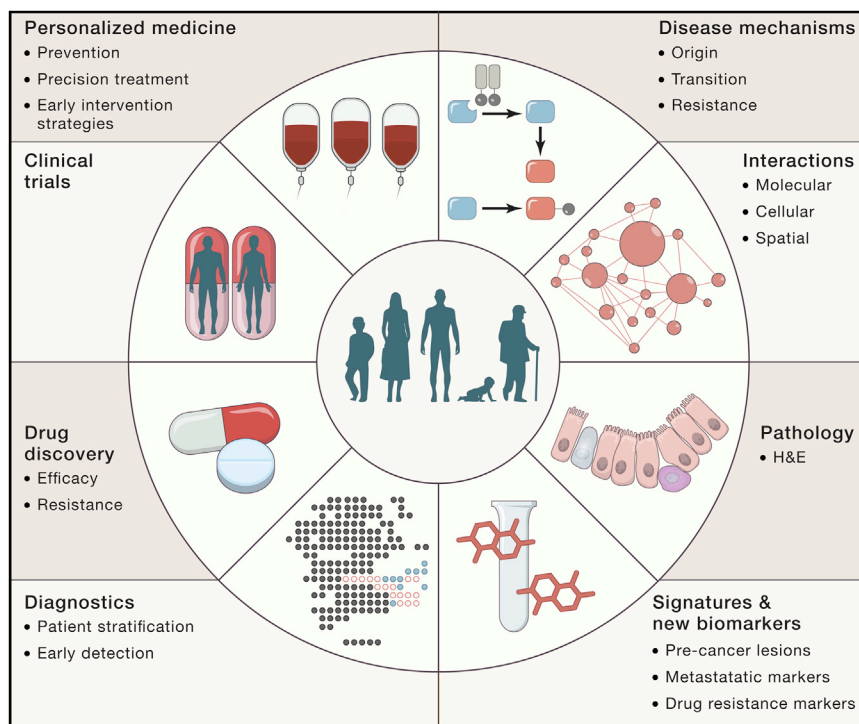 Personalized medicine
• Prevention
• Precision treatment
• Early intervention
strategies
Disease mechanisms
• Origin
• Transition
• Resistance
Clinical
trials
Interactions
• Molecular
• Cellular
• Spatial
Drug
discovery
• Efficacy
• Resistance
Pathology
• H&E
Diagnostics
• Patient stratification
• Early detection
Signatures &
new biomarkers
• Pre-cancer lesions
• Metastatatic markers
• Drug resistance markers